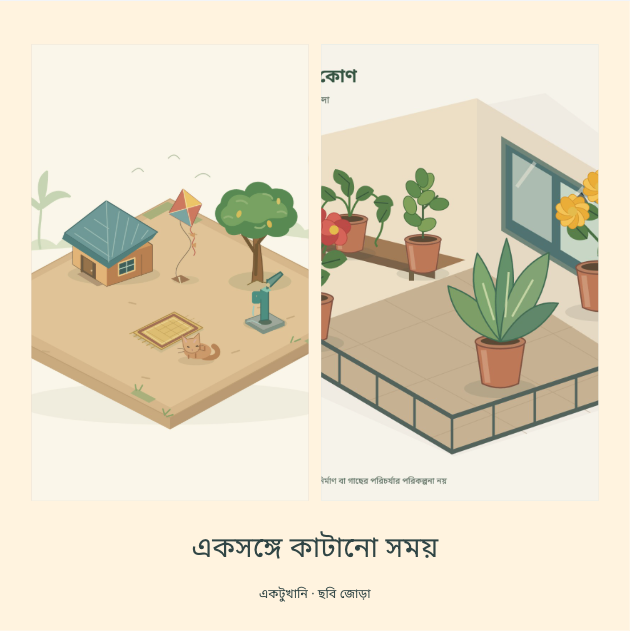 কোণ
একসঙ্গে কাটানো সময়
বা গাছের পরিচর্যার পরিকল্পনা নয়
একটুখানি · ছবি জোড়া